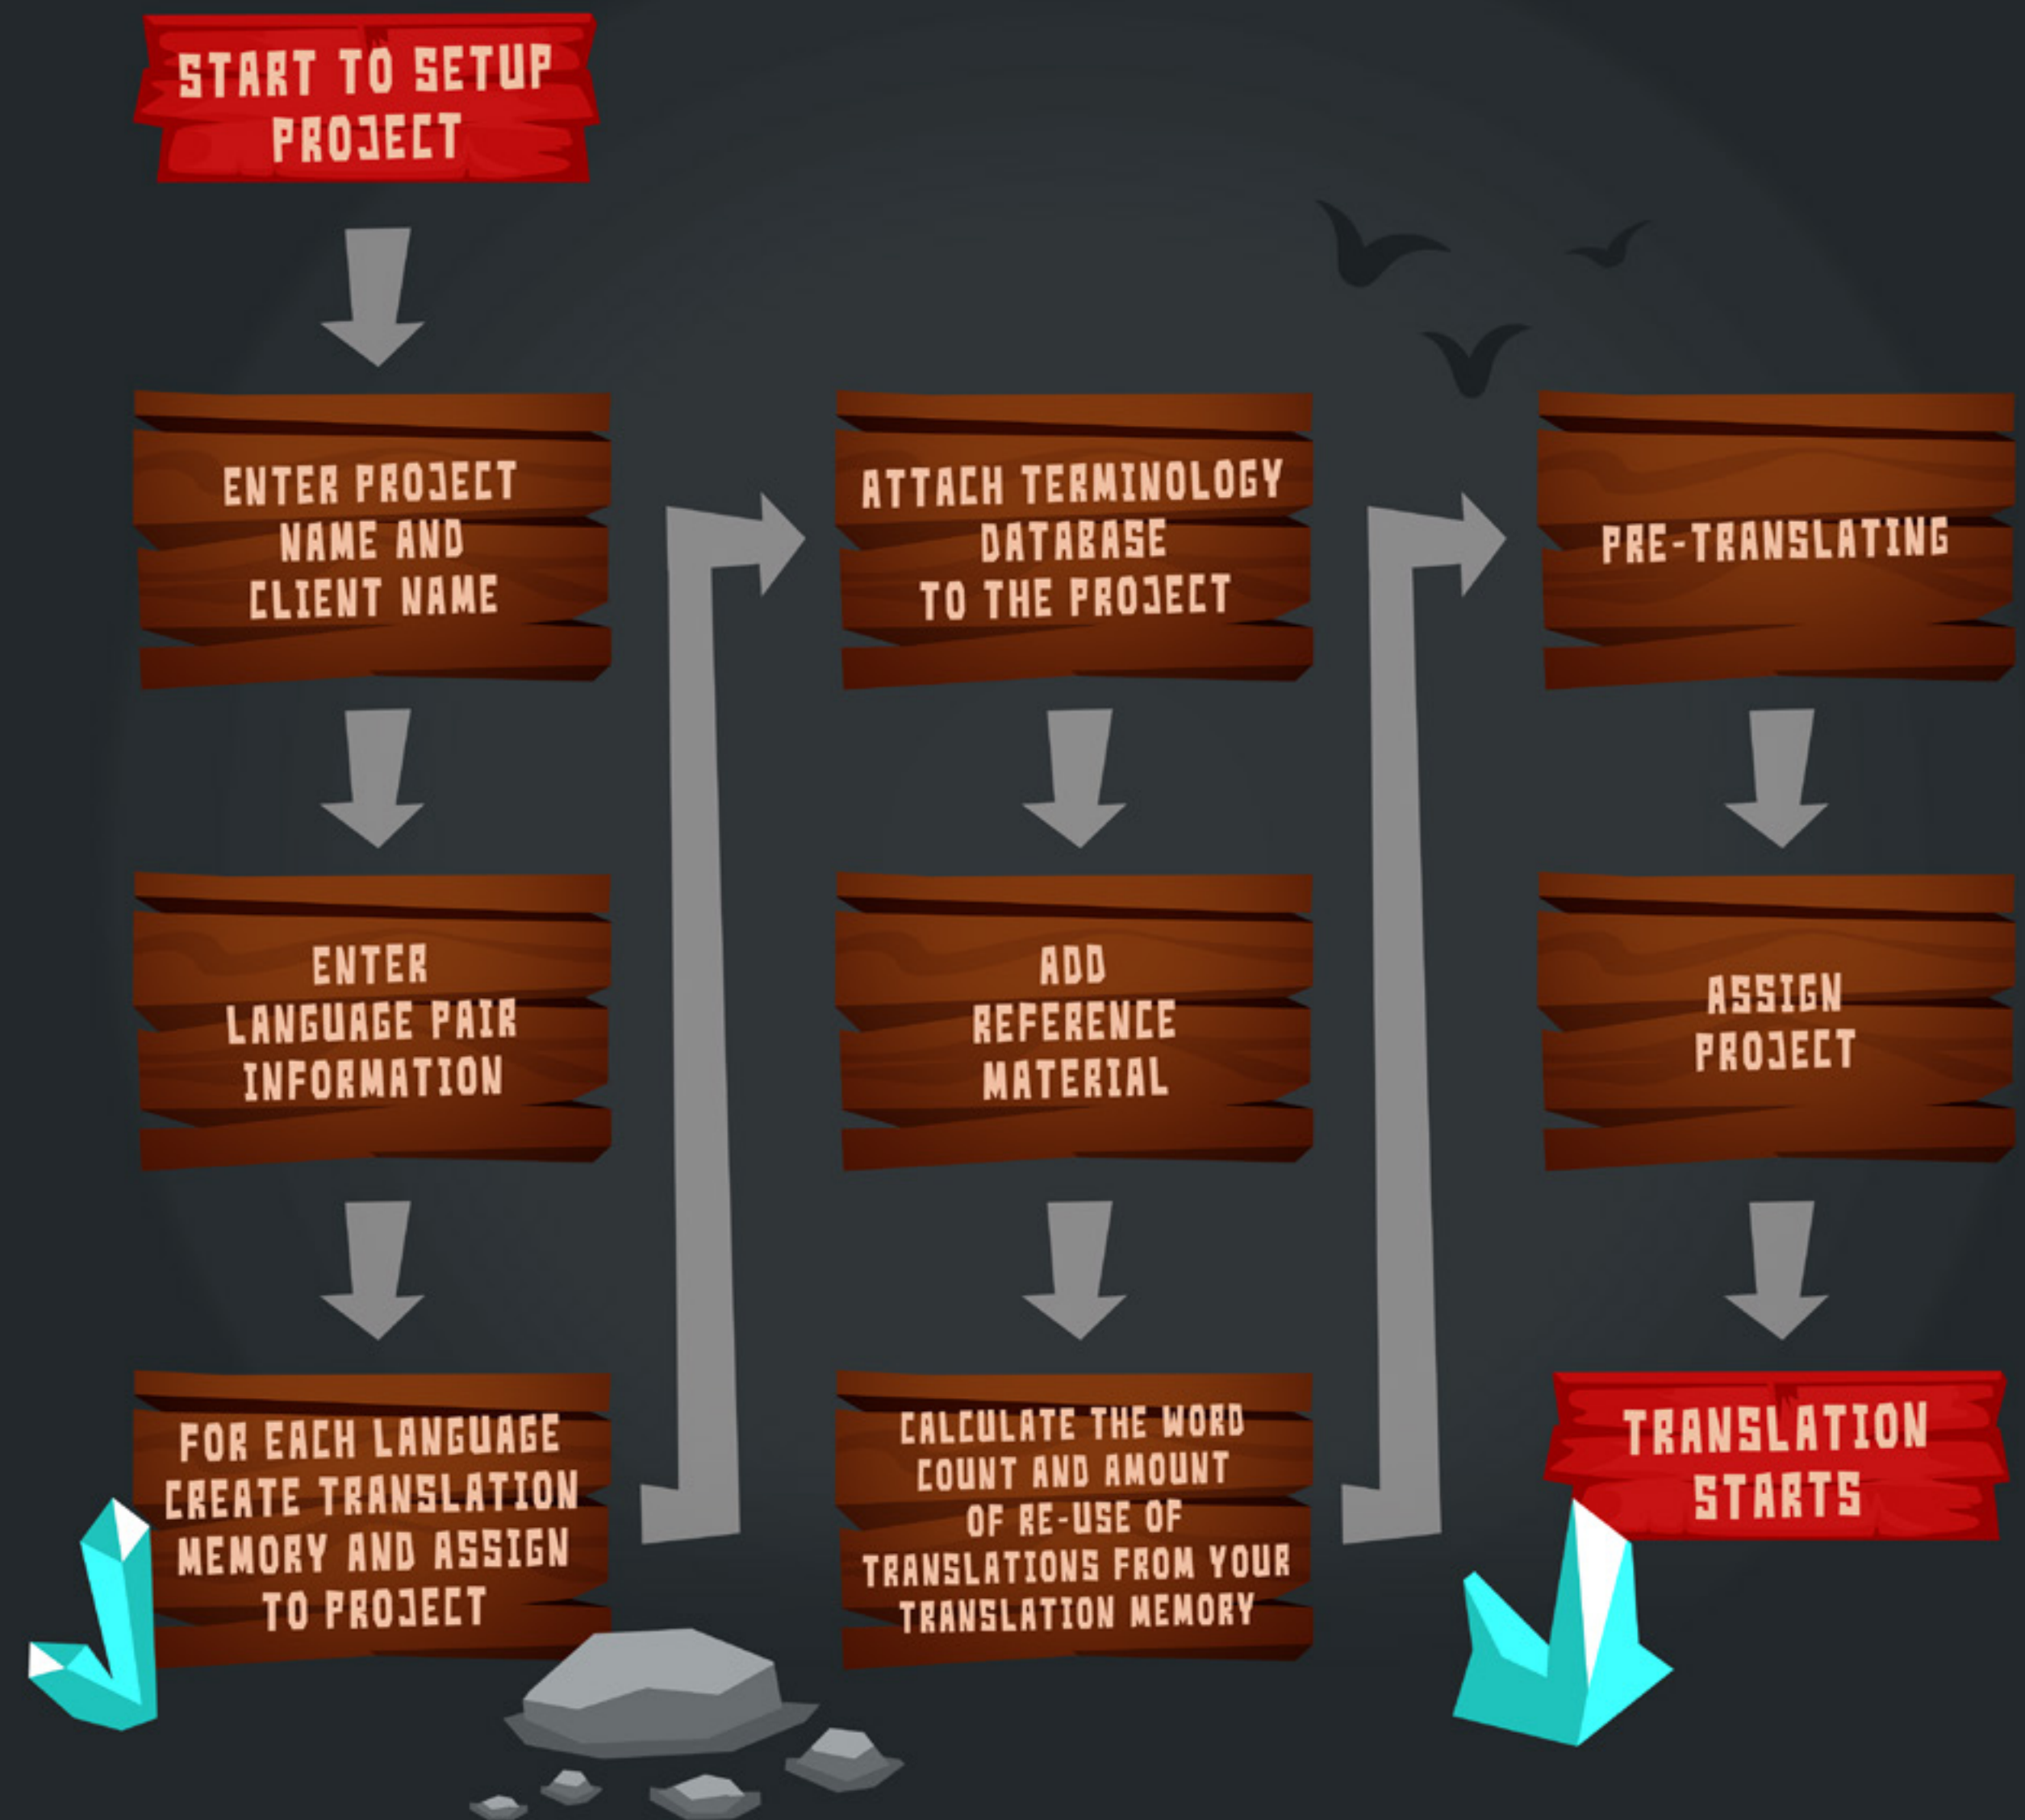 START TO SETUP
PROJECT
ENTER PROJECT
NAME AND
CLIENT NAME
ENTER
LANGUAGE PAIR
INFORMATION
FOR EACH LANGUAGE
CREATE TRANSLATION
MEMORY AND ASSIGN
TO PROJECT
ATTACH TERMINOLOGY
DATABASE
TO THE PROJECT
ADD
REFERENCE
MATERIAL
CALCULATE THE WORD
COUNT AND AMOUNT
OF RE-USE OF
TRANSLATIONS FROM YOUR
TRANSLATION MEMORY
PRE-TRANSLATING
ASSIGN
PROJECT
TRANSLATION
STARTS